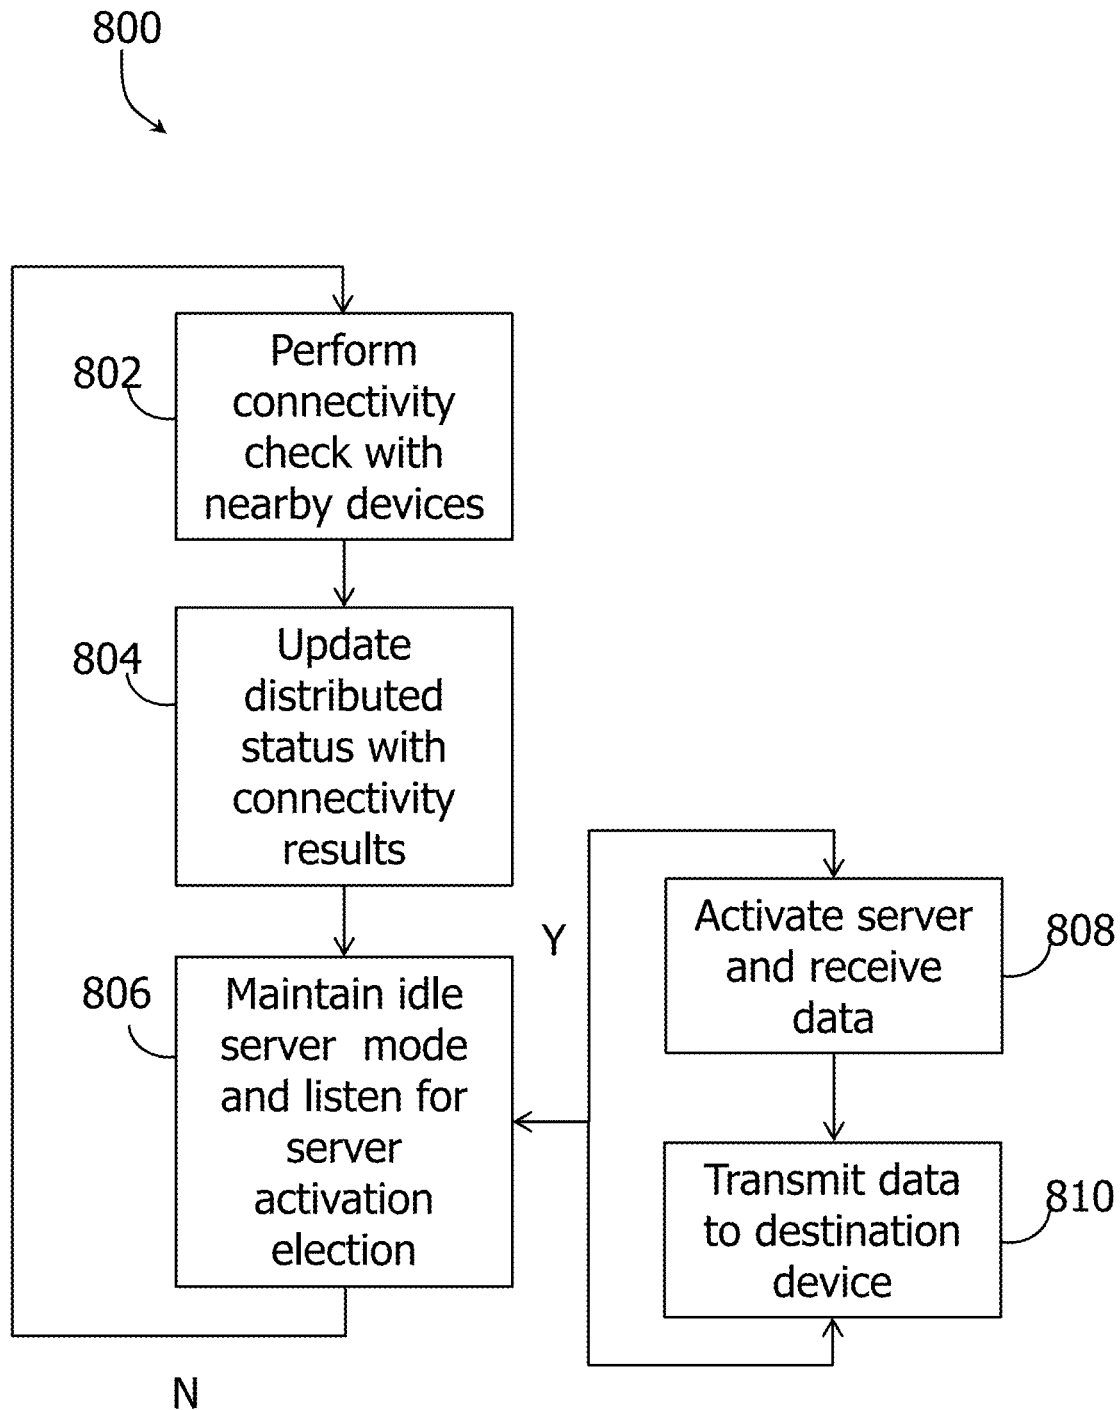 800
802
Perform
connectivity
check with
nearby devices
804
Update
distributed
status with
connectivity
results
806
Maintain idle
server mode
and listen for
server
activation
election
Y
Activate server
and receive
data
808
Transmit data
to destination
device
810
N